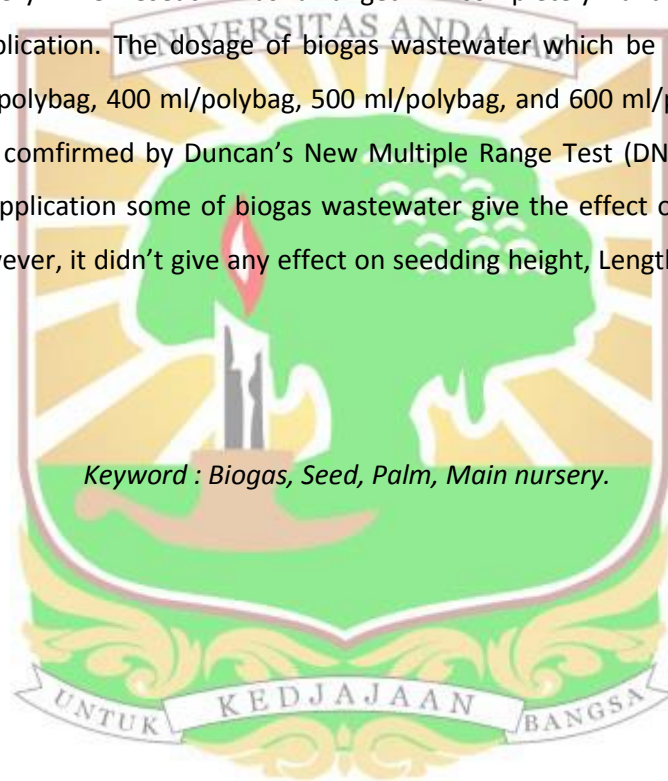 UNIVERSITAS ANDALAS
plication. The dosage of biogas wastewater which be
polybag, 400 ml/polybag, 500 ml/polybag, and 600 ml/
comfirmed by Duncan's New Multiple Range Test (DN
pplication some of biogas wastewater give the effect
wever, it didn't give any effect on seedding height, Length
Keyword : Biogas, Seed, Palm, Main nursery.
UNTUK KEDJAJAAN BANGSA